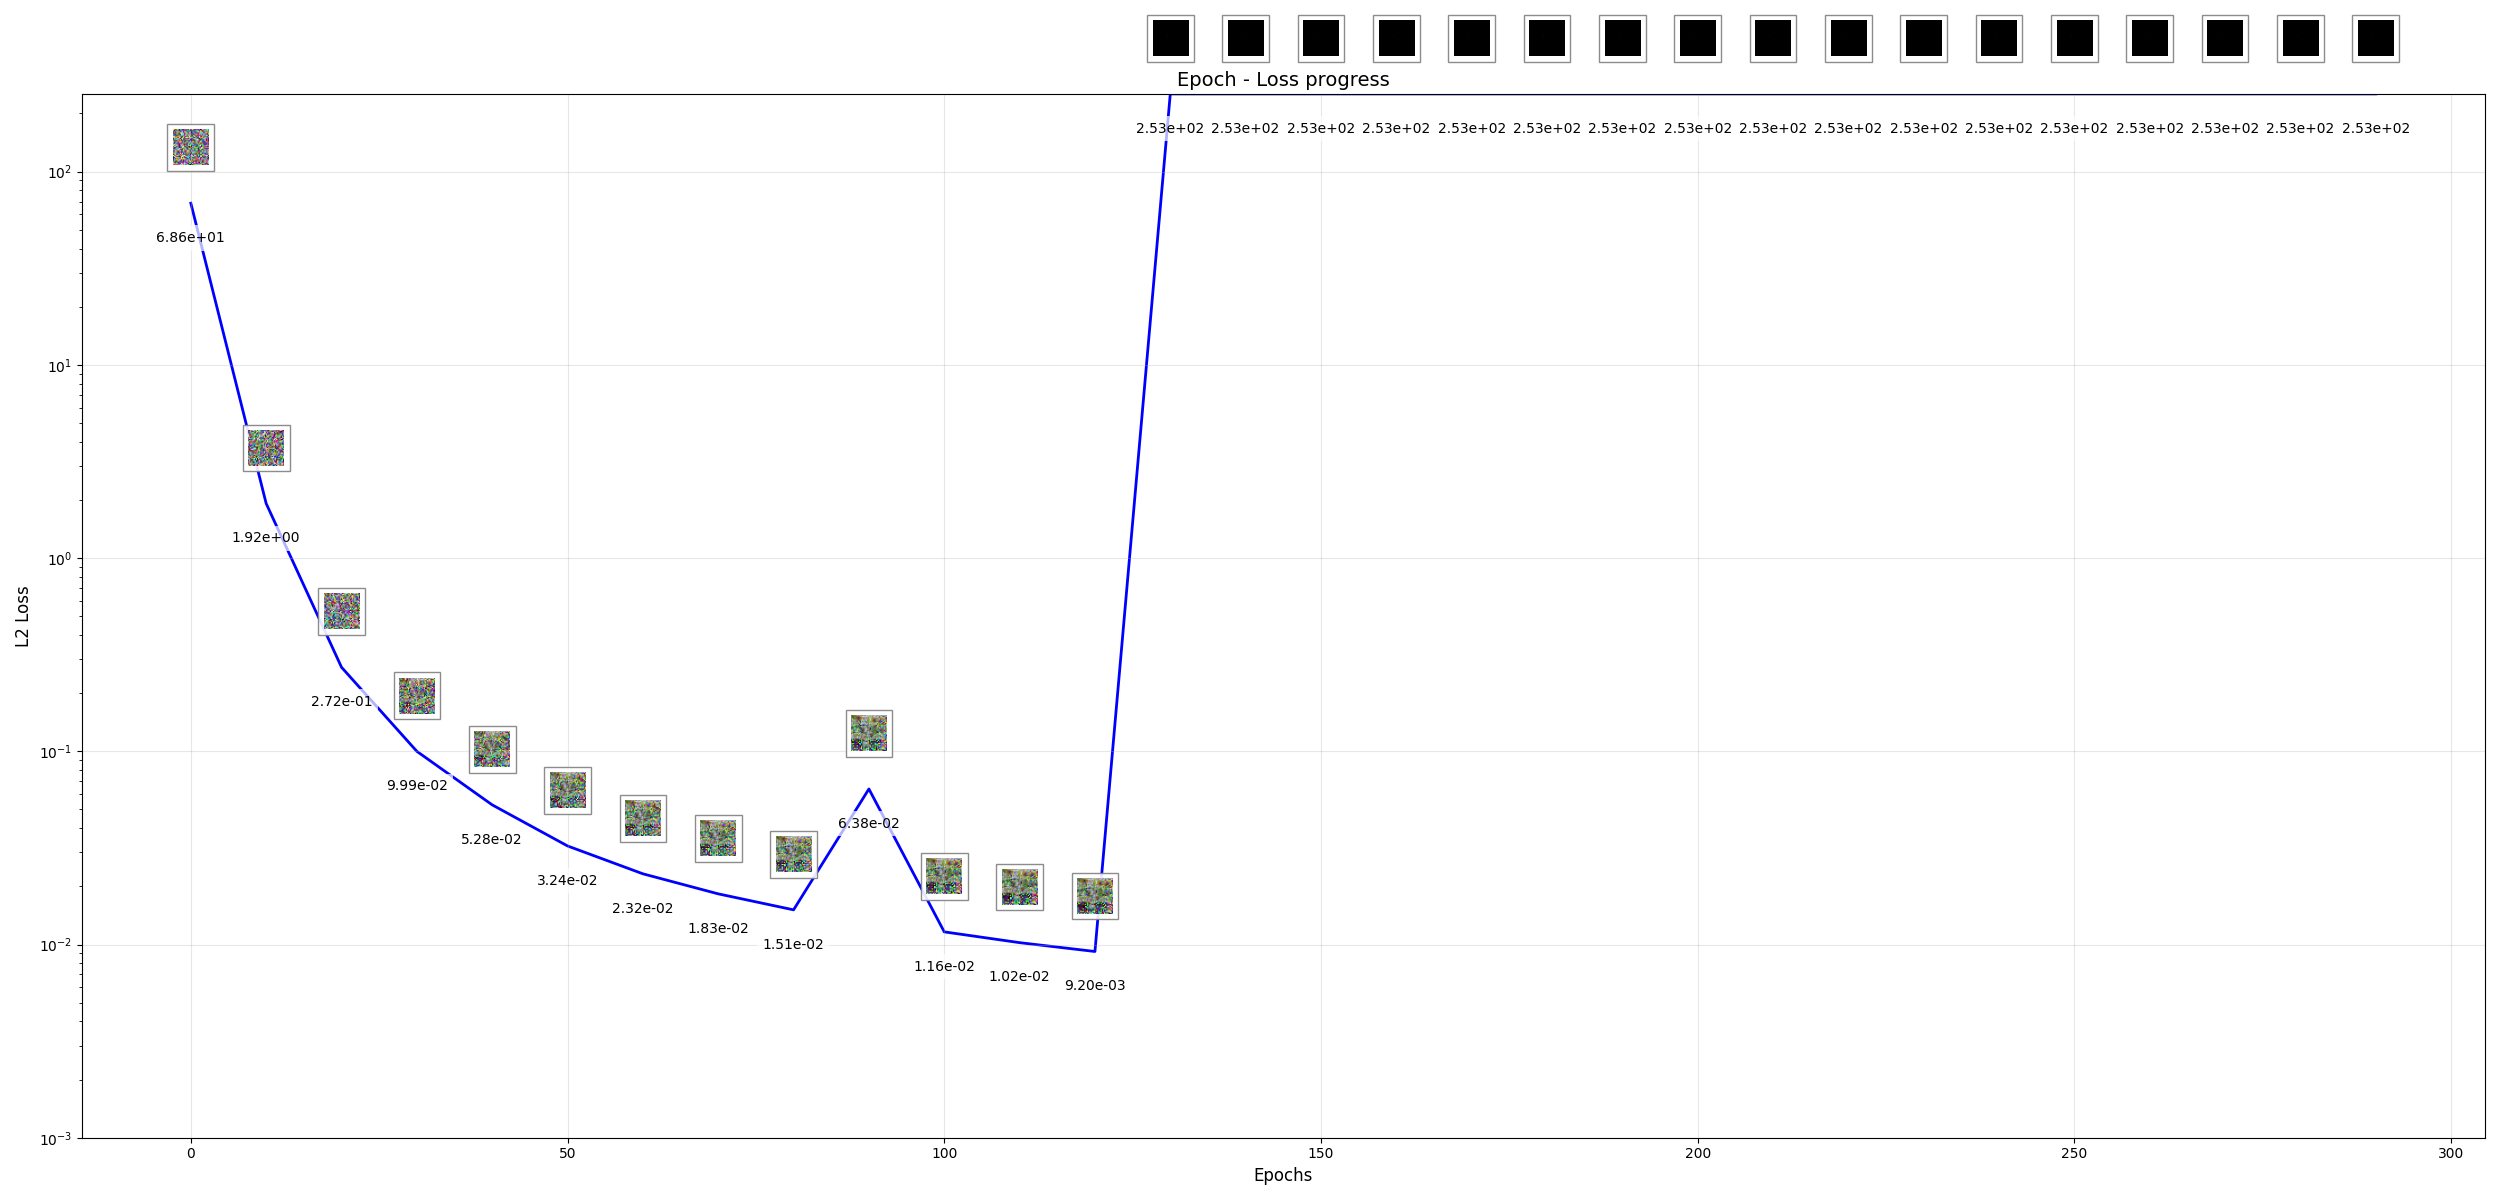 Epoch - Loss progress
2.53e+02 2.53e+02 2.53e+02 2.53e+02 2.53e+02 2.53e+02 2.53e+02 2.53e+02 2.53e+02 2.53e+02 2.53e+02 2.53e+02 2.53e+02 2.53e+02 2.53e+02 2.53e+02 2.53e+02
10²
6.86e+01
10¹
1.92e+00
10⁰
L2 Loss
2.72e-01
10⁻¹
9.99e-02
6.38e-02
5.28e-02
3.24e-02
2.32e-02
1.83e-02
1.51e-02
10⁻²
1.16e-02
1.02e-02
9.20e-03
10⁻³
0 50 100 150 200 250 300
Epochs